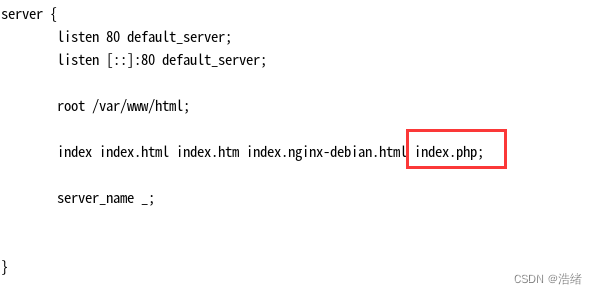 server {
listen 80 default_server;
listen [::]:80 default_server;
root /var/www/html;
index index.html index.htm index.nginx-debian.html index.php;
server_name _;
}
CSDN @浩绪